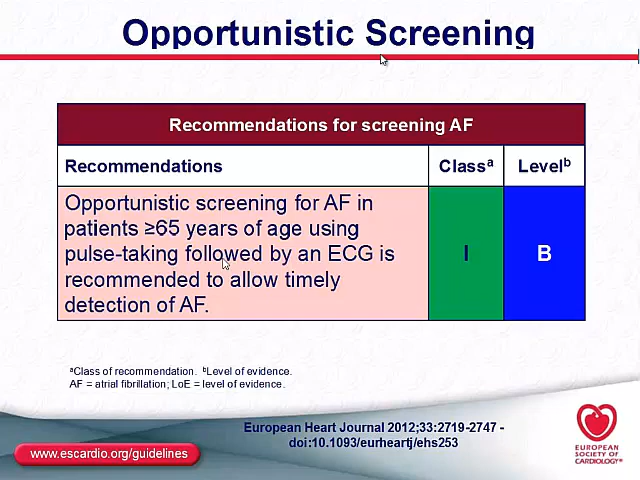 Opportunistic Screening
Recommendations for screening AF
Recommendations Classᵃ Levelᵇ
Opportunistic screening for AF in
patients ≥65 years of age using
pulse-taking followed by an ECG is
recommended to allow timely
detection of AF.
I
B
ᵃClass of recommendation. ᵇLevel of evidence.
AF = atrial fibrillation; LoE = level of evidence.
European Heart Journal 2012;33:2719-2747 -
doi:10.1093/eurheartj/ehs253
www.escardio.org/guidelines
EUROPEAN
SOCIETY OF
CARDIOLOGY®